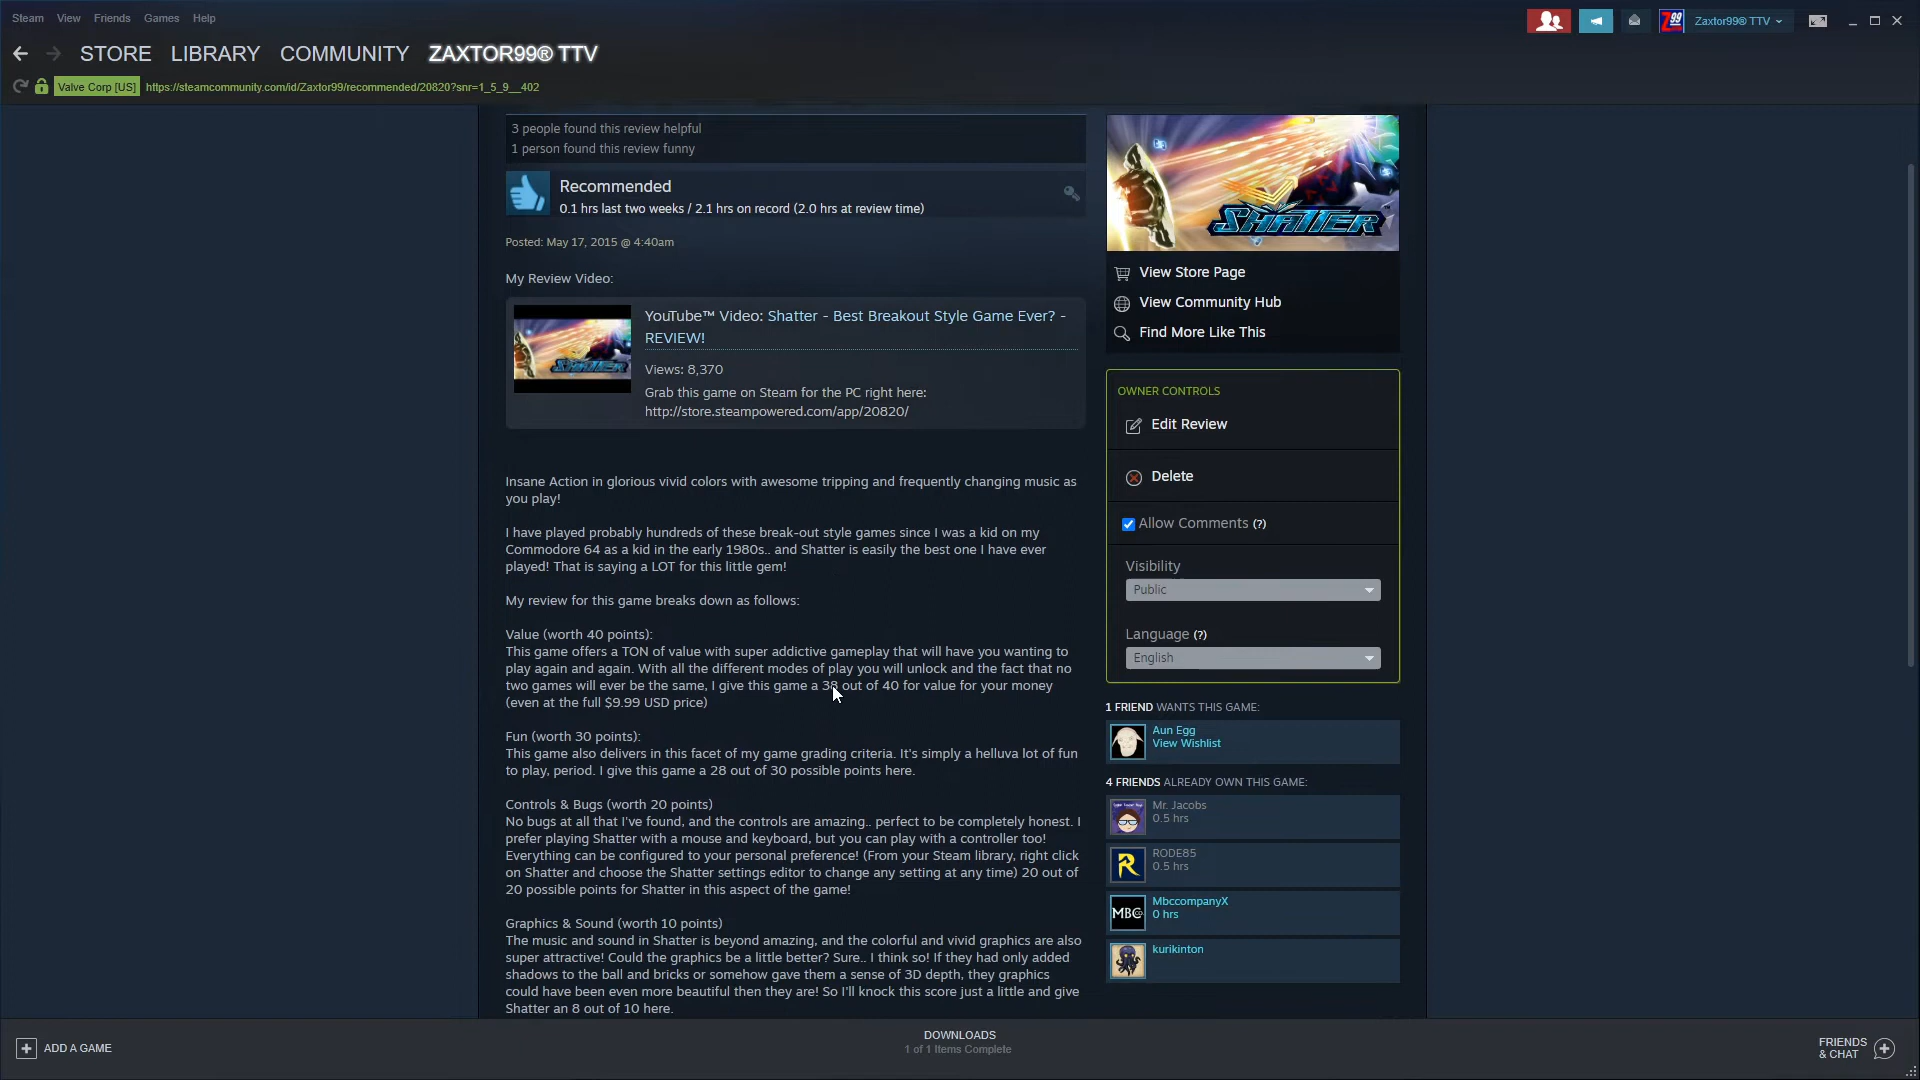 Steam View Friends Games Help
Zaxtor99® TTV
STORE LIBRARY COMMUNITY ZAXTOR99® TTV
Valve Corp [US] https://steamcommunity.com/id/Zaxtor99/recommended/20820?snr=1_5_9__402
3 people found this review helpful
1 person found this review funny
Recommended
0.1 hrs last two weeks / 2.1 hrs on record (2.0 hrs at review time)
Posted: May 17, 2015 @ 4:40am
My Review Video:
YouTube™ Video: Shatter - Best Breakout Style Game Ever? -
REVIEW!
Views: 8,370
Grab this game on Steam for the PC right here:
http://store.steampowered.com/app/20820/
SHATTER
Insane Action in glorious vivid colors with awesome tripping and frequently changing music as
you play!
I have played probably hundreds of these break-out style games since I was a kid on my
Commodore 64 as a kid in the early 1980s.. and Shatter is easily the best one I have ever
played! That is saying a LOT for this little gem!
My review for this game breaks down as follows:
Value (worth 40 points):
This game offers a TON of value with super addictive gameplay that will have you wanting to
play again and again. With all the different modes of play you will unlock and the fact that no
two games will ever be the same, I give this game a 38 out of 40 for value for your money
(even at the full $9.99 USD price)
Fun (worth 30 points):
This game also delivers in this facet of my game grading criteria. It's simply a helluva lot of fun
to play, period. I give this game a 28 out of 30 possible points here.
Controls & Bugs (worth 20 points)
No bugs at all that I've found, and the controls are amazing.. perfect to be completely honest. I
prefer playing Shatter with a mouse and keyboard, but you can play with a controller too!
Everything can be configured to your personal preference! (From your Steam library, right click
on Shatter and choose the Shatter settings editor to change any setting at any time) 20 out of
20 possible points for Shatter in this aspect of the game!
Graphics & Sound (worth 10 points)
The music and sound in Shatter is beyond amazing, and the colorful and vivid graphics are also
super attractive! Could the graphics be a little better? Sure.. I think so! If they had only added
shadows to the ball and bricks or somehow gave them a sense of 3D depth, they graphics
could have been even more beautiful then they are! So I'll knock this score just a little and give
Shatter an 8 out of 10 here.
SHATTER
View Store Page
View Community Hub
Find More Like This
OWNER CONTROLS
Edit Review
Delete
Allow Comments (?)
Visibility
Public
Language (?)
English
1 FRIEND WANTS THIS GAME:
Aun Egg
View Wishlist
4 FRIENDS ALREADY OWN THIS GAME:
Mr. Jacobs
0.5 hrs
RODE85
0.5 hrs
R
MbccompanyX
0 hrs
MBC
kurikinton
ADD A GAME
DOWNLOADS
1 of 1 Items Complete
FRIENDS
& CHAT